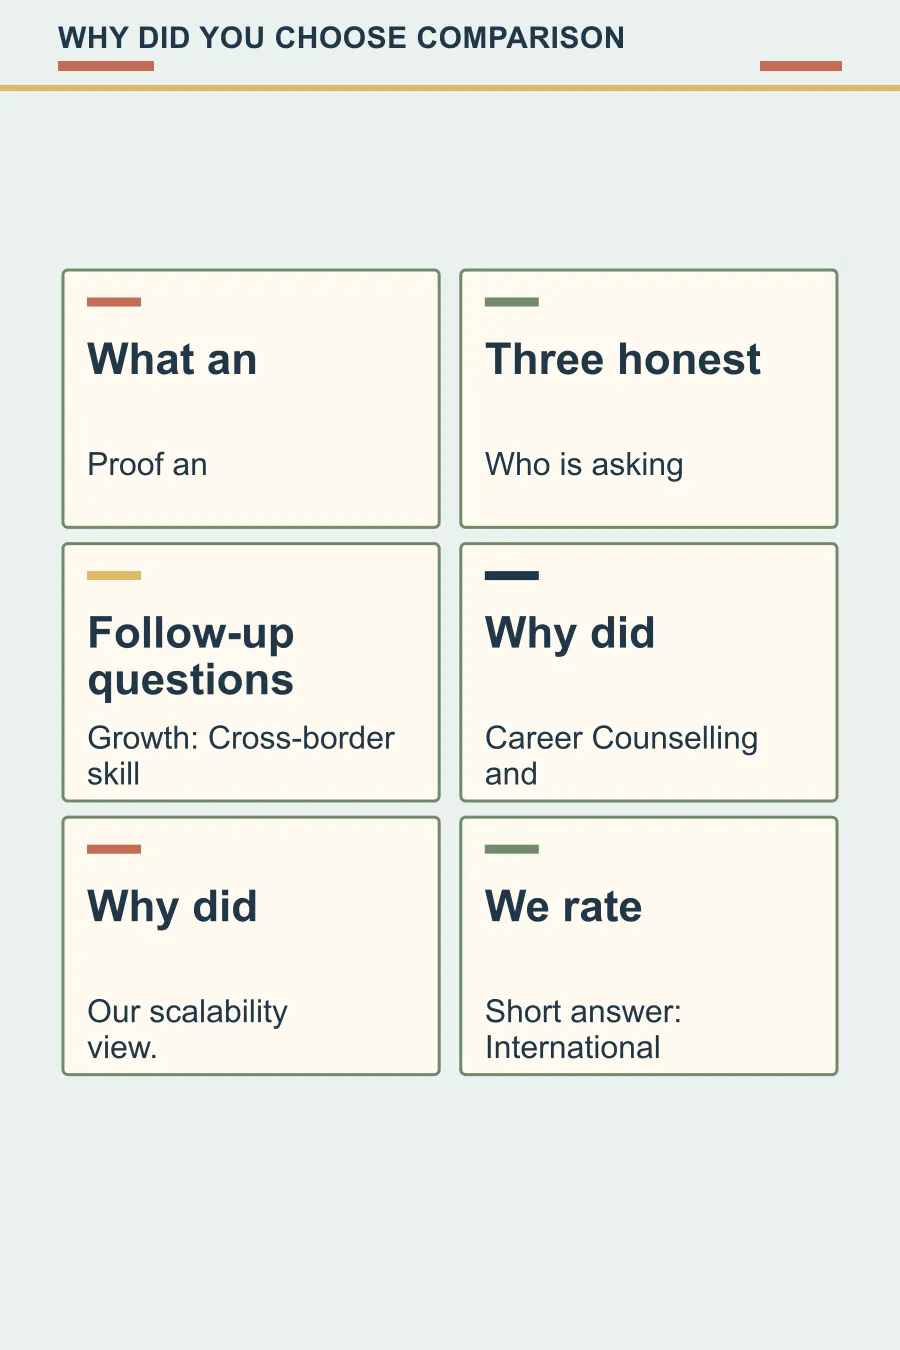 WHY DID YOU CHOOSE COMPARISON
What an
Proof an
Three honest
Who is asking
Follow-up
questions
Growth: Cross-border
skill
Why did
Career Counselling
and
Why did
Our scalability
view.
We rate
Short answer:
International